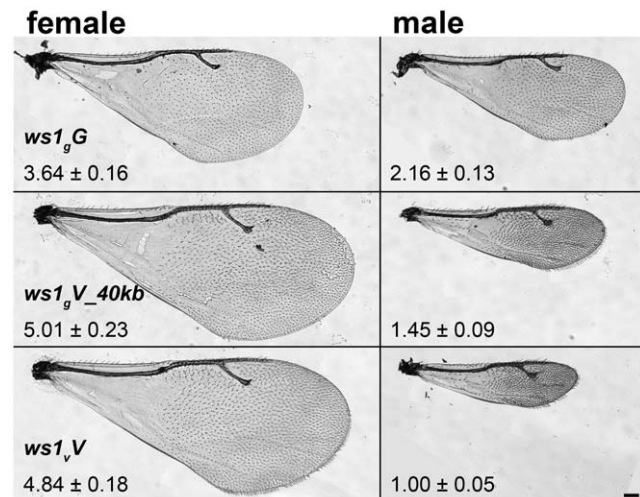 female male
ws1gG
3.64 ± 0.16 2.16 ± 0.13
ws1gV_40kb
5.01 ± 0.23 1.45 ± 0.09
ws1vV
4.84 ± 0.18 1.00 ± 0.05